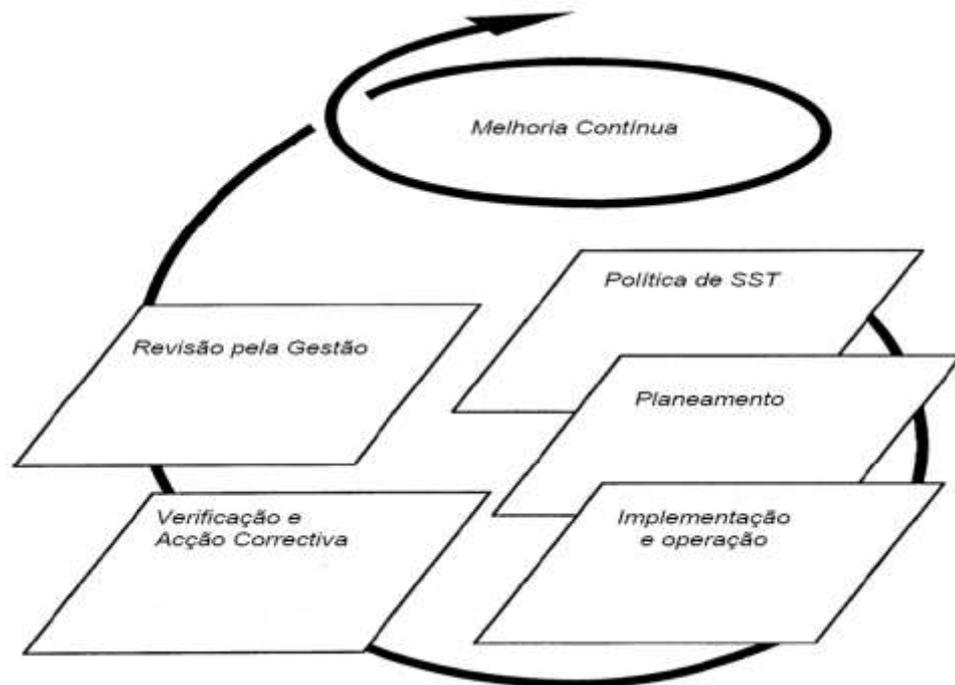 Melhoria Contínua
Política de SST
Revisão pela Gestão
Planeamento
Verificação e
Acção Correctiva
Implementação
e operação